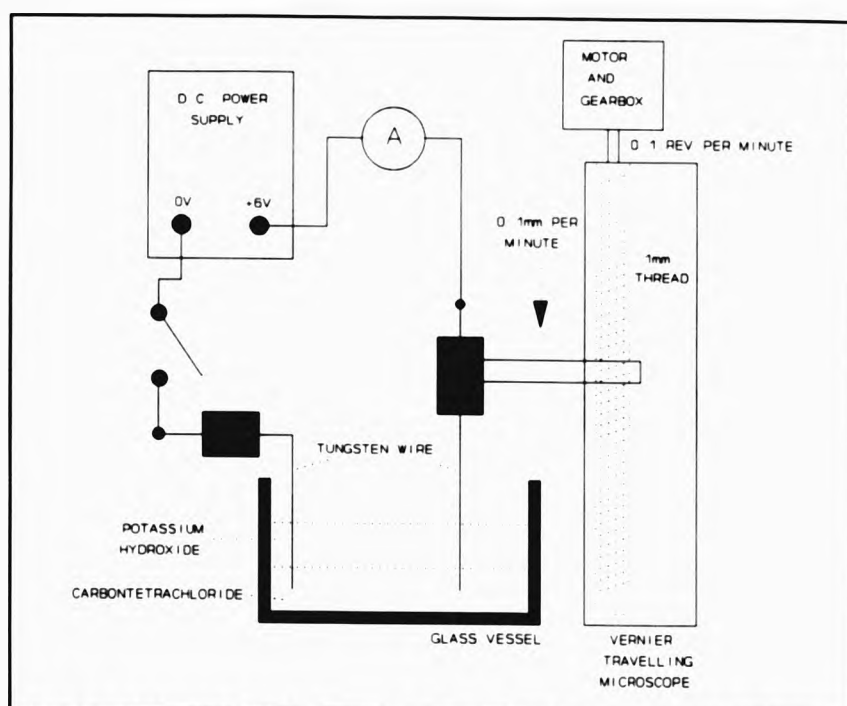 D C POWER
SUPPLY
0V
+6V
A
MOTOR
AND
GEARBOX
0 1 REV PER MINUTE
0 1mm PER
MINUTE
1mm
THREAD
TUNGSTEN WIRE
POTASSIUM
HYDROXIDE
CARBONTETRACHLORIDE
GLASS VESSEL
VERNIER
TRAVELLING
MICROSCOPE